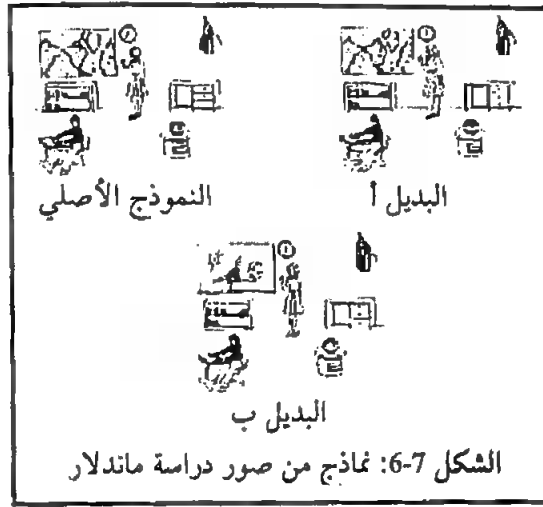 البديل أ
النموذج الأصلي
البديل ب
الشكل 7-6: نماذج من صور دراسة ماندلار